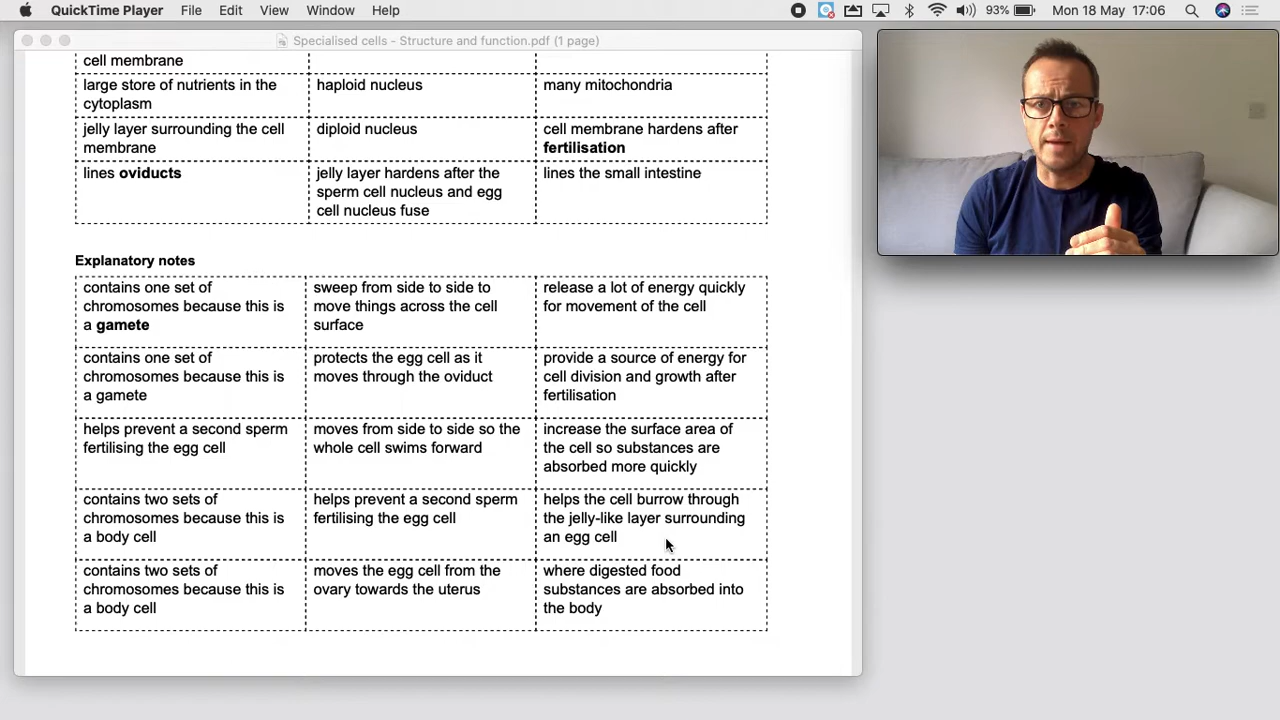 QuickTime Player File Edit View Window Help 93% Mon 18 May 17:06
Specialised cells - Structure and function.pdf (1 page)
cell membrane
large store of nutrients in the
cytoplasm
haploid nucleus
many mitochondria
jelly layer surrounding the cell
membrane
diploid nucleus
cell membrane hardens after
fertilisation
lines oviducts
jelly layer hardens after the
sperm cell nucleus and egg
cell nucleus fuse
lines the small intestine
Explanatory notes
contains one set of
chromosomes because this is
a gamete
sweep from side to side to
move things across the cell
surface
release a lot of energy quickly
for movement of the cell
contains one set of
chromosomes because this is
a gamete
protects the egg cell as it
moves through the oviduct
provide a source of energy for
cell division and growth after
fertilisation
helps prevent a second sperm
fertilising the egg cell
moves from side to side so the
whole cell swims forward
increase the surface area of
the cell so substances are
absorbed more quickly
contains two sets of
chromosomes because this is
a body cell
helps prevent a second sperm
fertilising the egg cell
helps the cell burrow through
the jelly-like layer surrounding
an egg cell
contains two sets of
chromosomes because this is
a body cell
moves the egg cell from the
ovary towards the uterus
where digested food
substances are absorbed into
the body